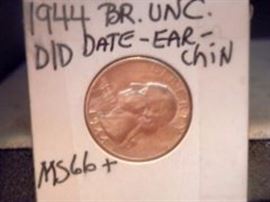 1944 BR. UNC.
D/D DATE-EAR-
CHIN
MS66+